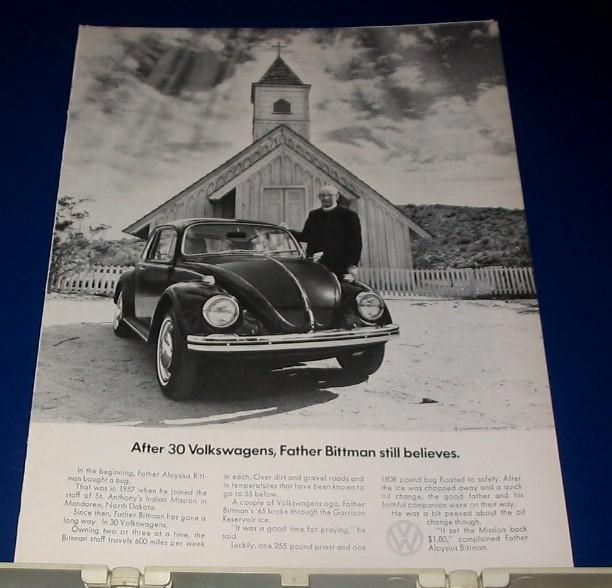 After 30 Volkswagens, Father Bittman still believes.
In the beginning, Father Aloysius Bitt-
man bought a bug.
That was in 1957 when he joined the
staff of St. Anthony's Indian Mission in
Mandaree, North Dakota.
Since then, Father Bittman has gone a
long way. In 30 Volkswagens.
Owning two or three at a time, the
Bittman staff travels 600 miles per week
in each. Over dirt and gravel roads and
in temperatures that have been known to
go to 55 below.
A couple of Volkswagens ago, Father
Bittman's '65 broke through the Garrison
Reservoir ice.
"It was a good time for praying," he
said.
Luckily, one 255 pound priest and one
1808 pound bug floated to safety. After
the ice was chopped away and a quick
oil change, the good father and his
faithful companion were on their way.
He was a bit peeved about the oil
change though.
"It set the Mission back
$1.80," complained Father
Aloysius Bittman.